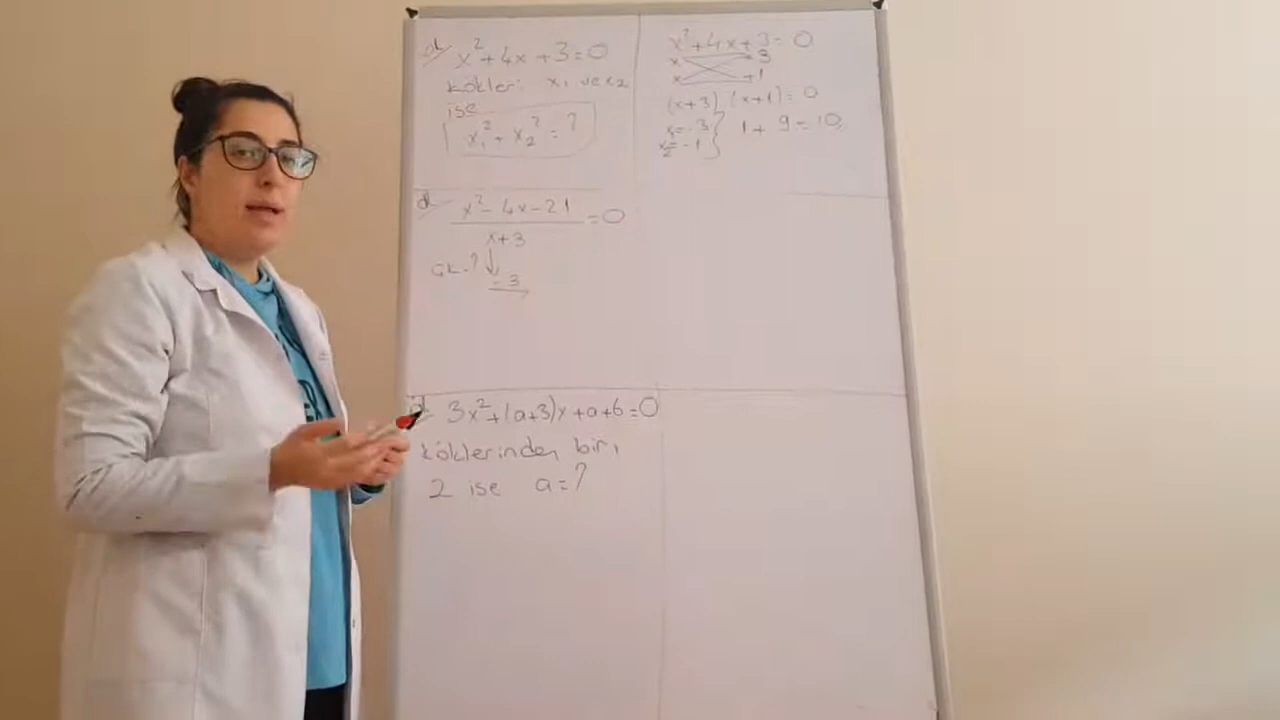 x²+4x+3=0
kökler: x₁ ve x₂
ise
x₁²+x₂²=?
x²+4x+3=0
x +3
x +1
(x+3) (x+1)=0
x₁=-3
x₂=-1
1+9=10
x²-4x-21
=0
x+3
Ç.K.?
-3
3x²+(a+3)x+a+6=0
köklerinden biri
2 ise a=?